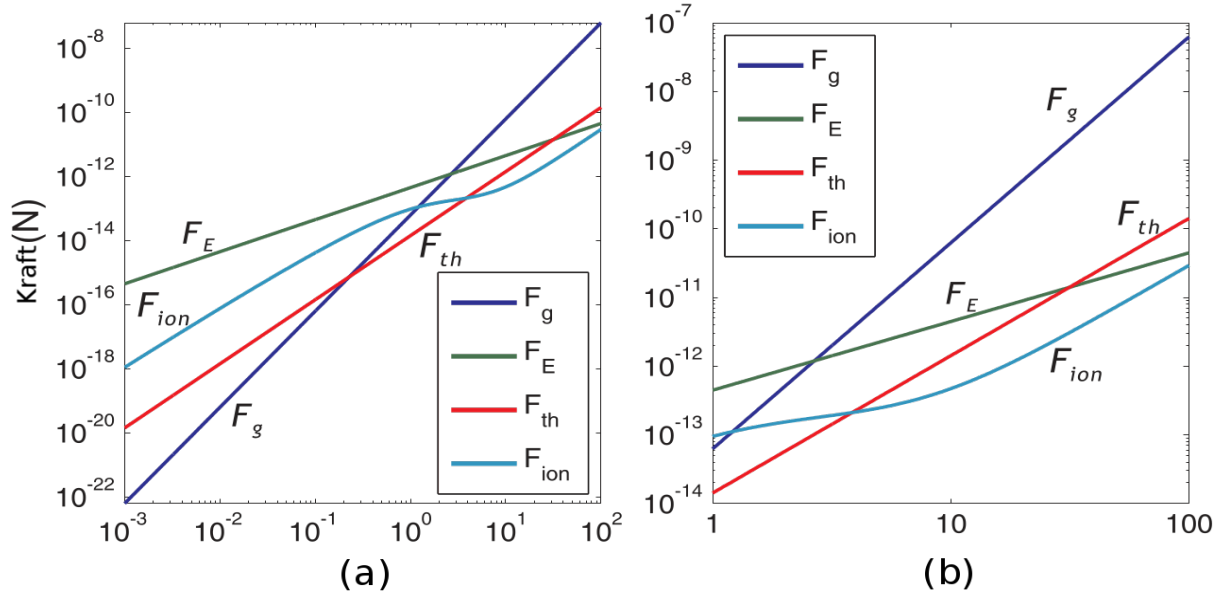 Kraft(N)
10^-8
10^-10
10^-12
10^-14
10^-16
10^-18
10^-20
10^-22
10^-3 10^-2 10^-1 10^0 10^1 10^2
F_E
F_ion
F_th
F_g
F_g
F_E
F_th
F_ion
(a)
10^-7
10^-8
10^-9
10^-10
10^-11
10^-12
10^-13
10^-14
1 10 100
F_g
F_E
F_th
F_ion
F_g
F_th
F_E
F_ion
(b)